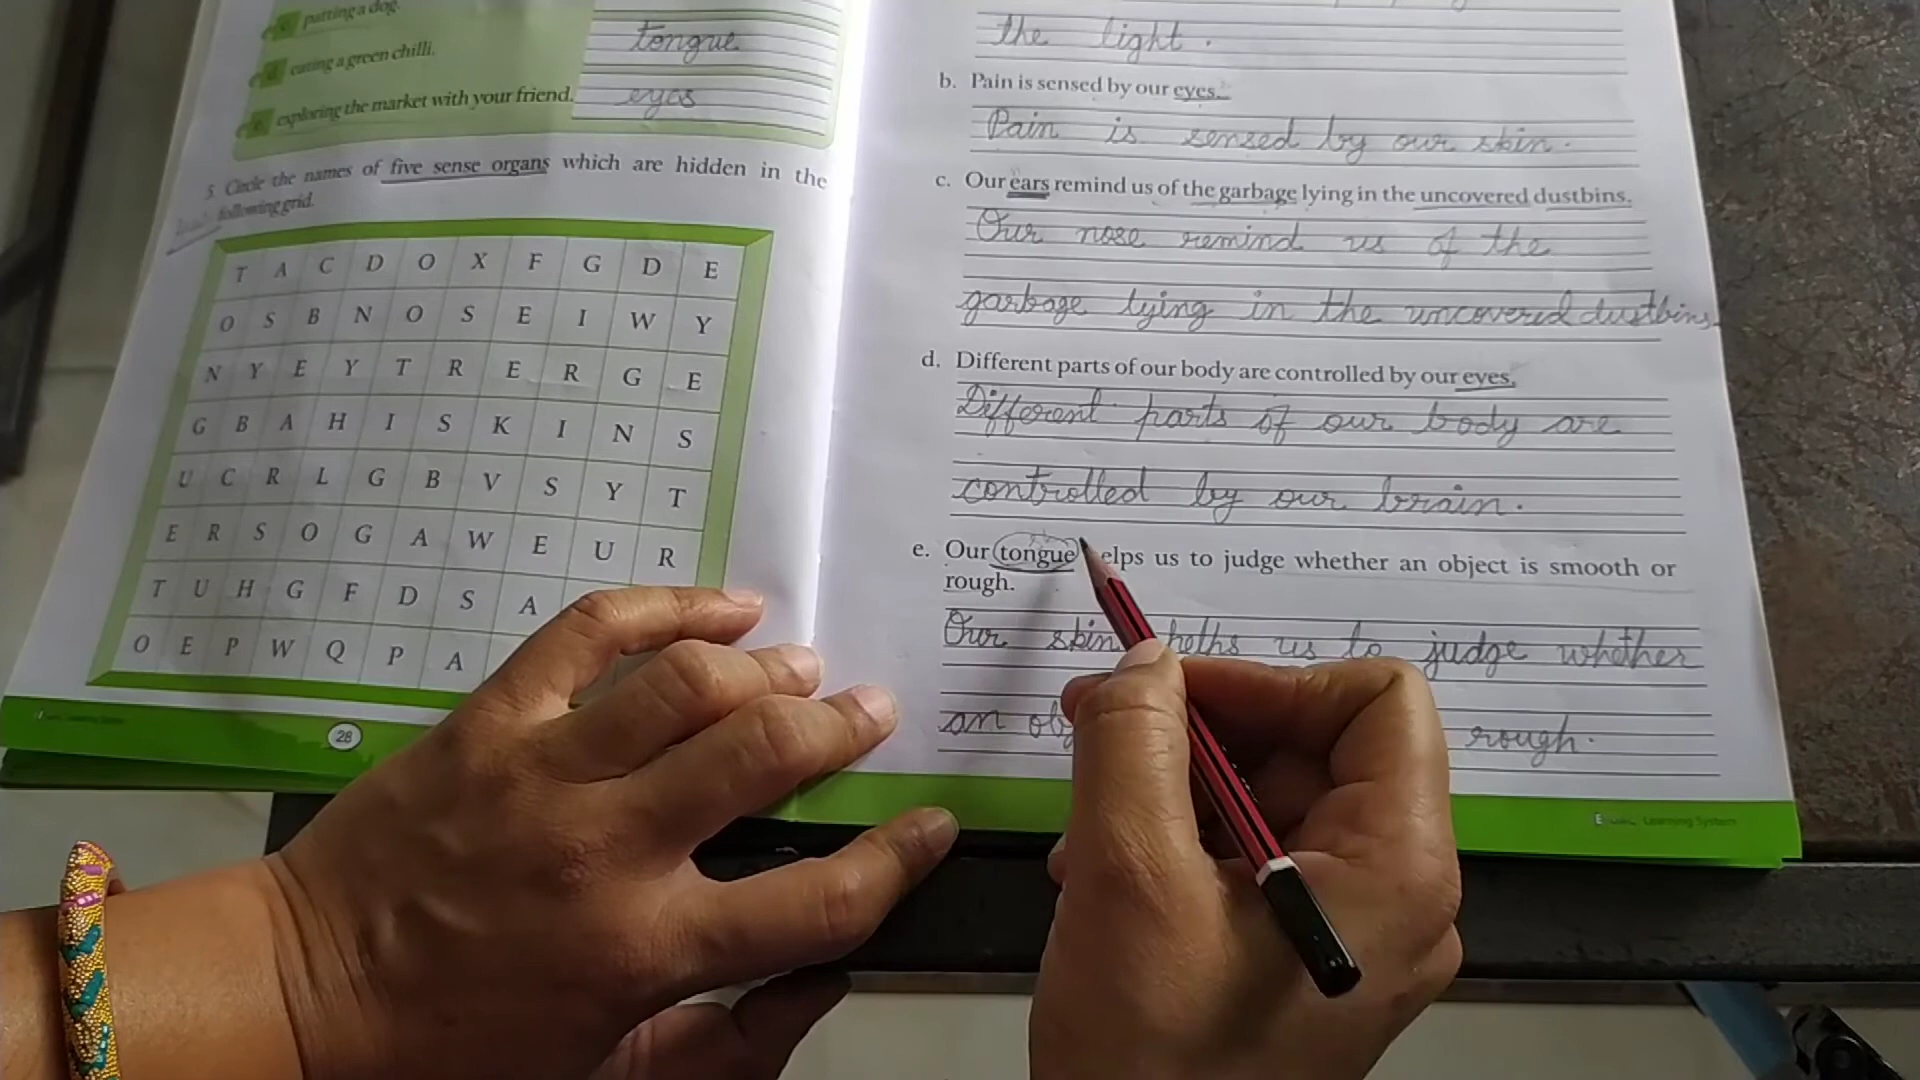 c patting a dog.
d eating a green chilli.
tongue
e exploring the market with your friend.
eyes
5. Circle the names of five sense organs which are hidden in the
following grid.
T A C D O X F G D E
O S B N O S E I W Y
N Y E Y T R E R G E
G B A H I S K I N S
U C R L G B V S Y T
E R S O G A W E U R
T U H G F D S A
O E P W Q P A
28
the light.
b. Pain is sensed by our eyes.
Pain is sensed by our skin.
c. Our ears remind us of the garbage lying in the uncovered dustbins.
Our nose remind us of the
garbage lying in the uncovered dustbins.
d. Different parts of our body are controlled by our eyes.
Different parts of our body are
controlled by our brain.
e. Our tongue elps us to judge whether an object is smooth or
rough.
Our skin helps us to judge whether
an ob rough.
Learning System